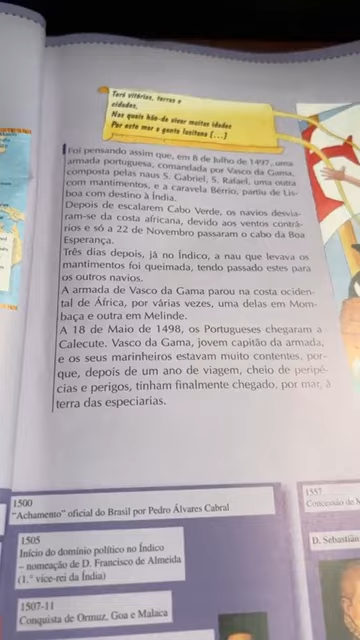 Terá vitórias, terras e
cidades,
Nas quais hão-de viver muitas idades
Por este mar a gente lusitana (...)
Foi pensando assim que, em 8 de Julho de 1497, uma
armada portuguesa, comandada por Vasco da Gama,
composta pelas naus S. Gabriel, S. Rafael, uma outra
com mantimentos, e a caravela Bérrio, partiu de Lis-
boa com destino à Índia.
Depois de escalarem Cabo Verde, os navios desvia-
ram-se da costa africana, devido aos ventos contrá-
rios e só a 22 de Novembro passaram o cabo da Boa
Esperança.
Três dias depois, já no Índico, a nau que levava os
mantimentos foi queimada, tendo passado estes para
os outros navios.
A armada de Vasco da Gama parou na costa ociden-
tal de África, por várias vezes, uma delas em Mom-
baça e outra em Melinde.
A 18 de Maio de 1498, os Portugueses chegaram a
Calecute. Vasco da Gama, jovem capitão da armada,
e os seus marinheiros estavam muito contentes, por-
que, depois de um ano de viagem, cheio de peripé-
cias e perigos, tinham finalmente chegado, por mar, à
terra das especiarias.
1500
"Achamento" oficial do Brasil por Pedro Álvares Cabral
1505
Início do domínio político no Índico
– nomeação de D. Francisco de Almeida
(1.º vice-rei da Índia)
1507-11
Conquista de Ormuz, Goa e Malaca
1557
Concessão de
D. Sebastião